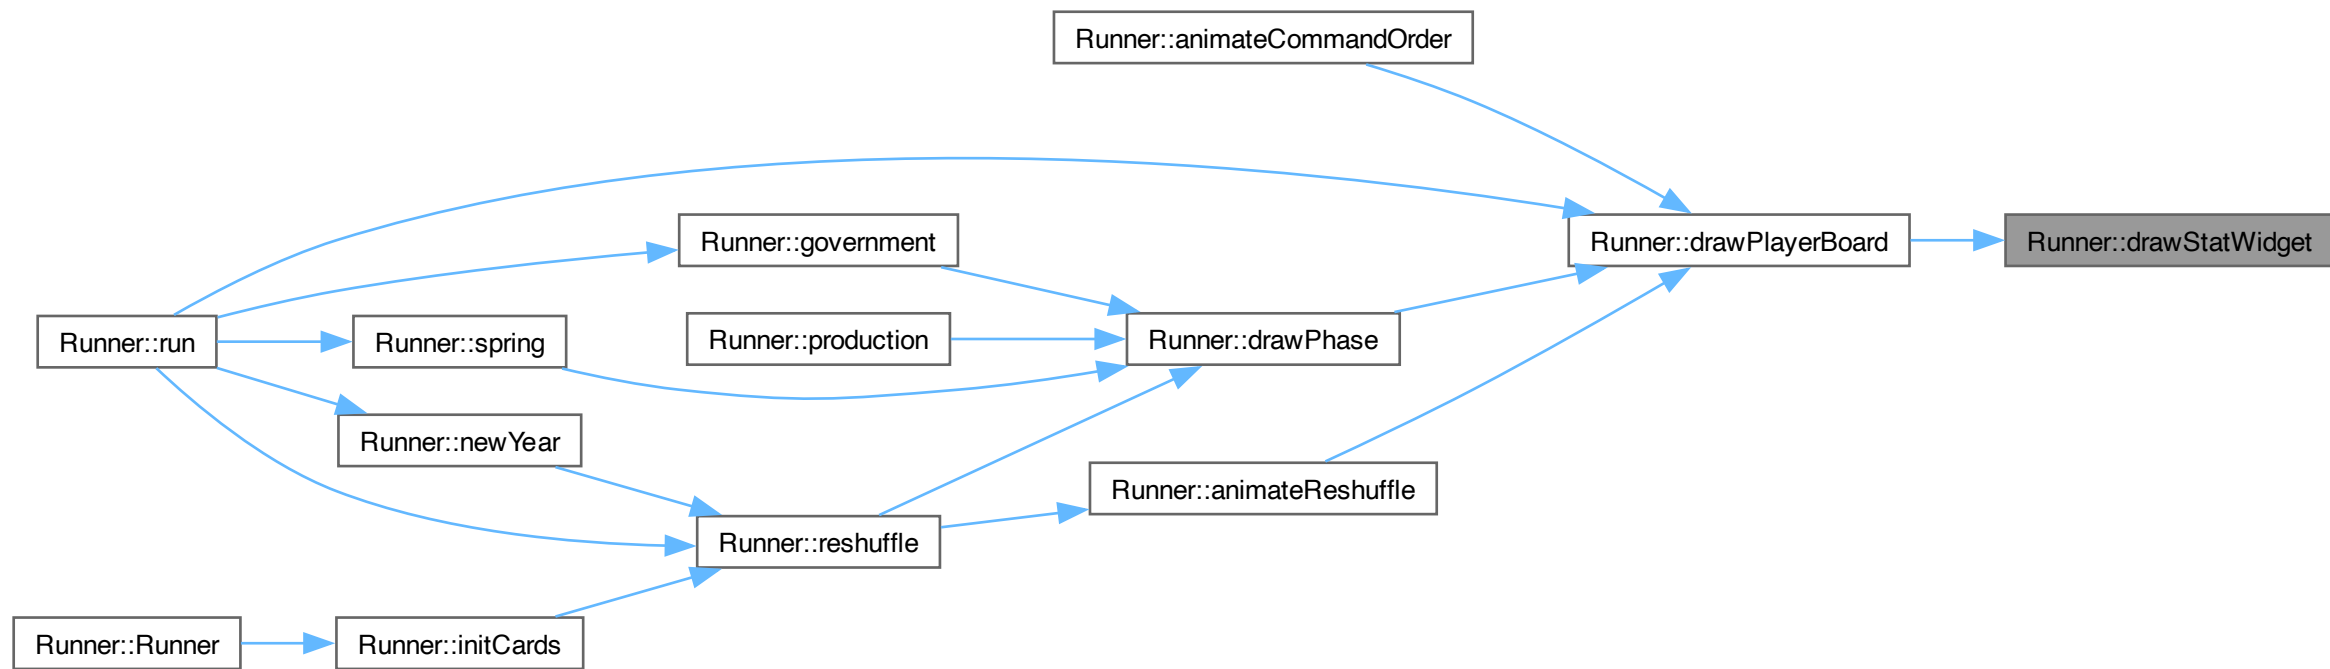 Runner::animateCommandOrder
Runner::government
Runner::drawPlayerBoard
Runner::drawStatWidget
Runner::run
Runner::spring
Runner::production
Runner::drawPhase
Runner::newYear
Runner::animateReshuffle
Runner::reshuffle
Runner::Runner
Runner::initCards